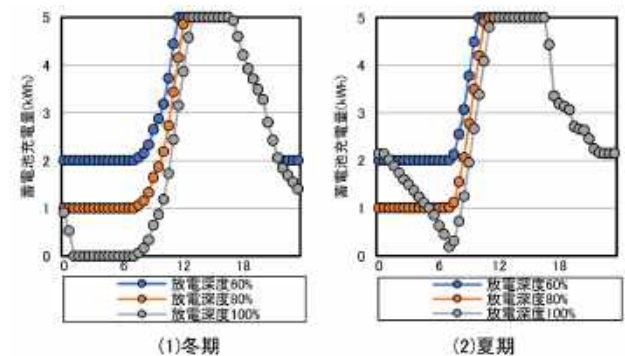 蓄電池充電量(kWh)
5
4
3
2
1
0
0 6 12 18
放電深度60%
放電深度80%
放電深度100%
(1)冬期
蓄電池充電量(kWh)
5
4
3
2
1
0
0 6 12 18
放電深度60%
放電深度80%
放電深度100%
(2)夏期